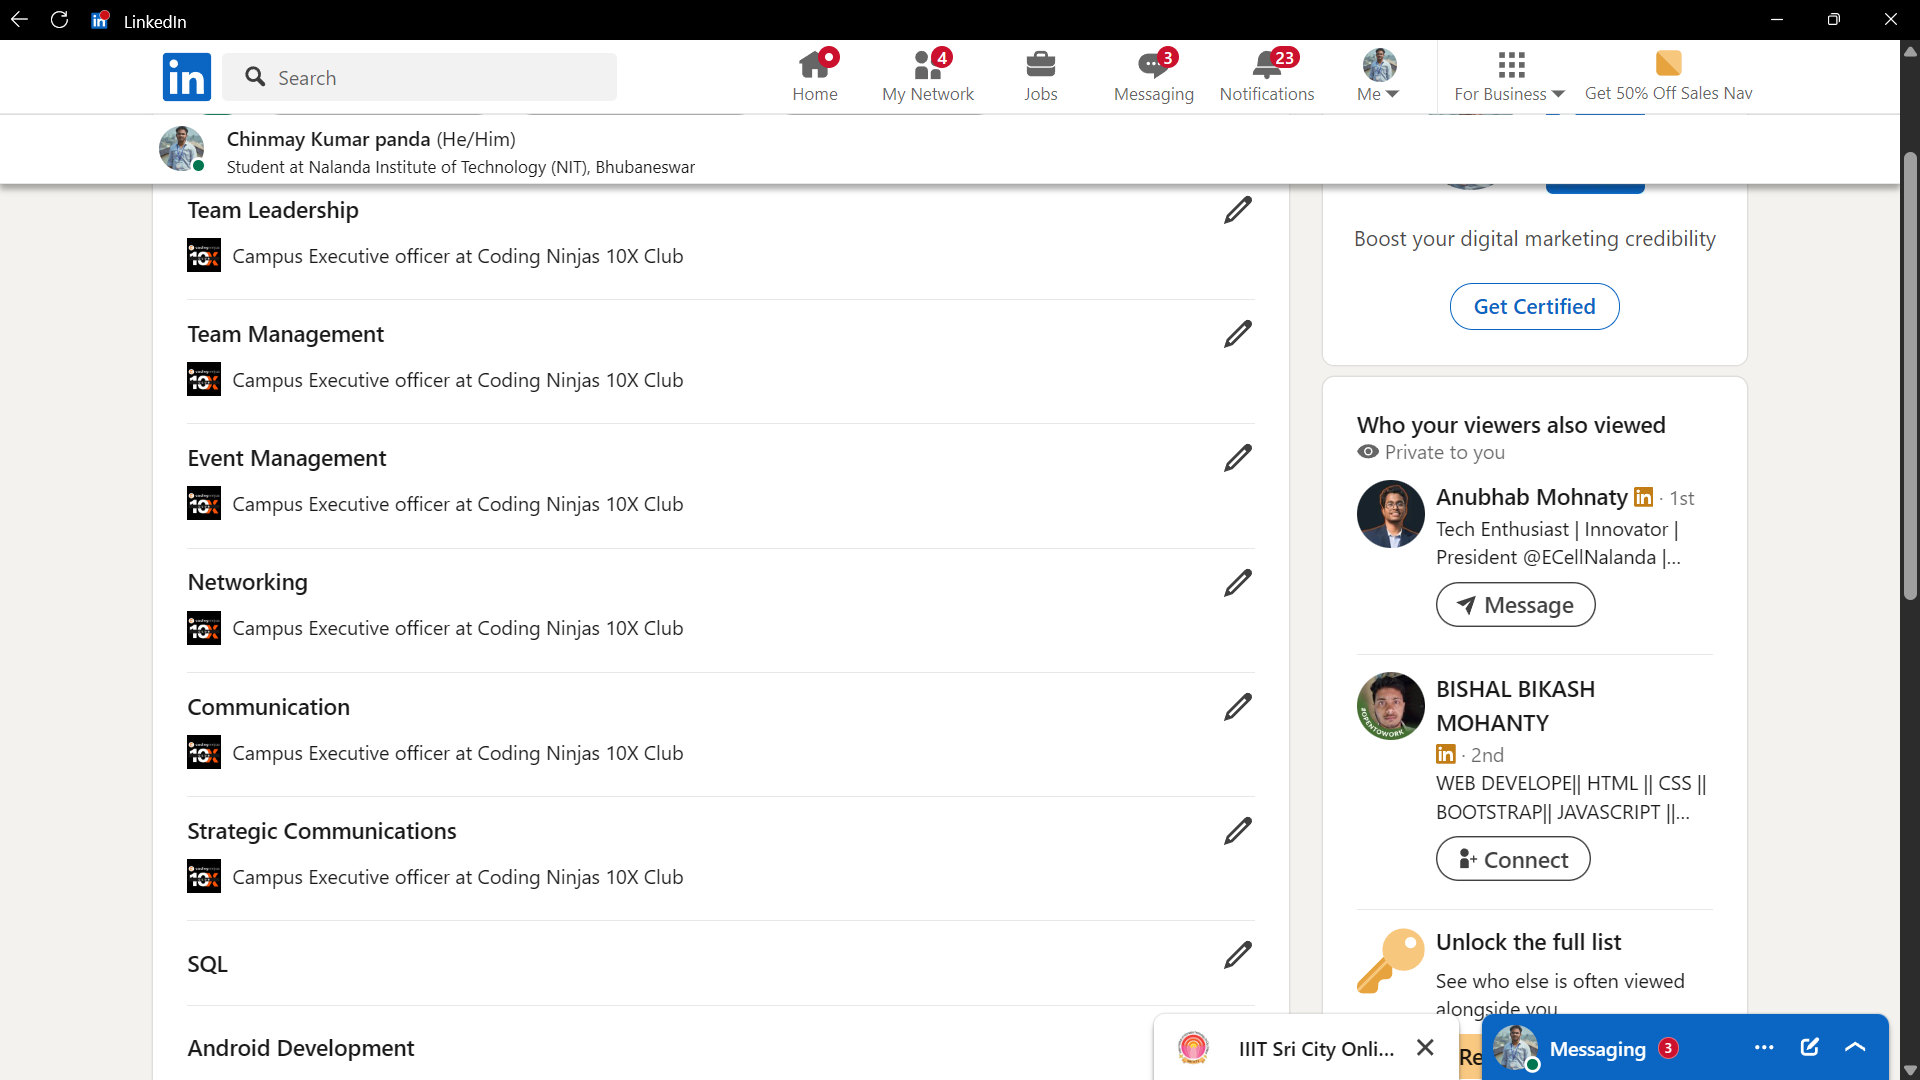 LinkedIn
Search
Home
4
My Network
Jobs
3
Messaging
23
Notifications
Me
For Business
Get 50% Off Sales Nav
Chinmay Kumar panda (He/Him)
Student at Nalanda Institute of Technology (NIT), Bhubaneswar
Team Leadership
Campus Executive officer at Coding Ninjas 10X Club
Team Management
Campus Executive officer at Coding Ninjas 10X Club
Event Management
Campus Executive officer at Coding Ninjas 10X Club
Networking
Campus Executive officer at Coding Ninjas 10X Club
Communication
Campus Executive officer at Coding Ninjas 10X Club
Strategic Communications
Campus Executive officer at Coding Ninjas 10X Club
SQL
Android Development
Boost your digital marketing credibility
Get Certified
Who your viewers also viewed
Private to you
Anubhab Mohnaty in · 1st
Tech Enthusiast | Innovator |
President @ECellNalanda |...
Message
BISHAL BIKASH
MOHANTY
in · 2nd
#OPENTOWORK
WEB DEVELOPE|| HTML || CSS ||
BOOTSTRAP|| JAVASCRIPT ||...
Connect
Unlock the full list
See who else is often viewed
alongside you
IIIT Sri City Onli...
Re
Messaging 3